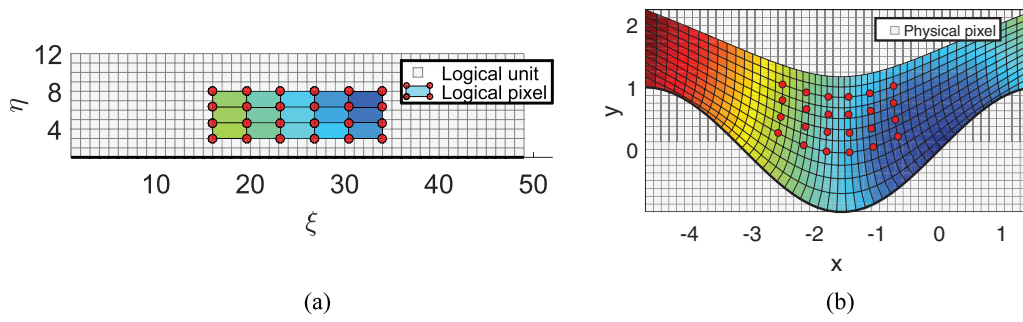 12
8
4
η
Logical unit
Logical pixel
10 20 30 40 50
ξ
(a)
2
1
0
y
Physical pixel
-4 -3 -2 -1 0 1
x
(b)